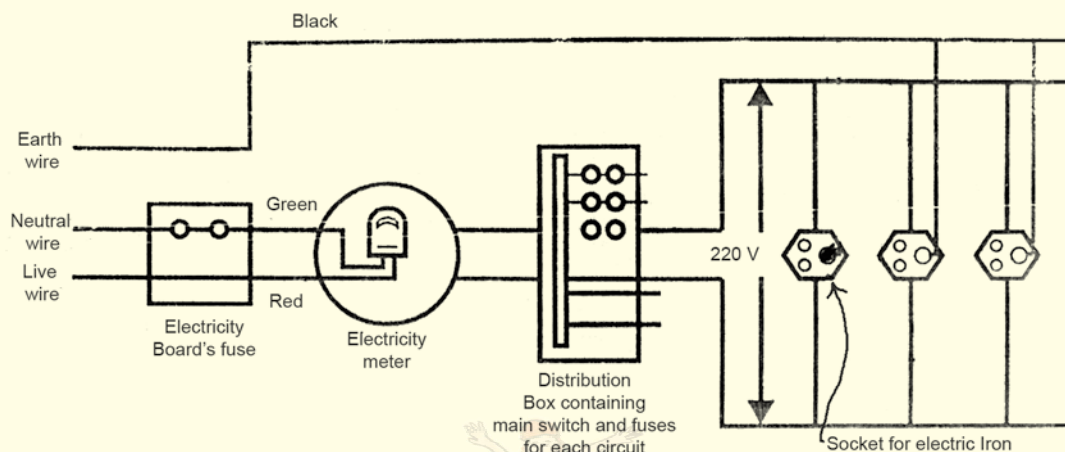 Black
Earth
wire
Green
Neutral
wire
Live
wire
Red
220 V
Electricity
Board's fuse
Electricity
meter
Distribution
Box containing
main switch and fuses
for each circuit
Socket for electric Iron